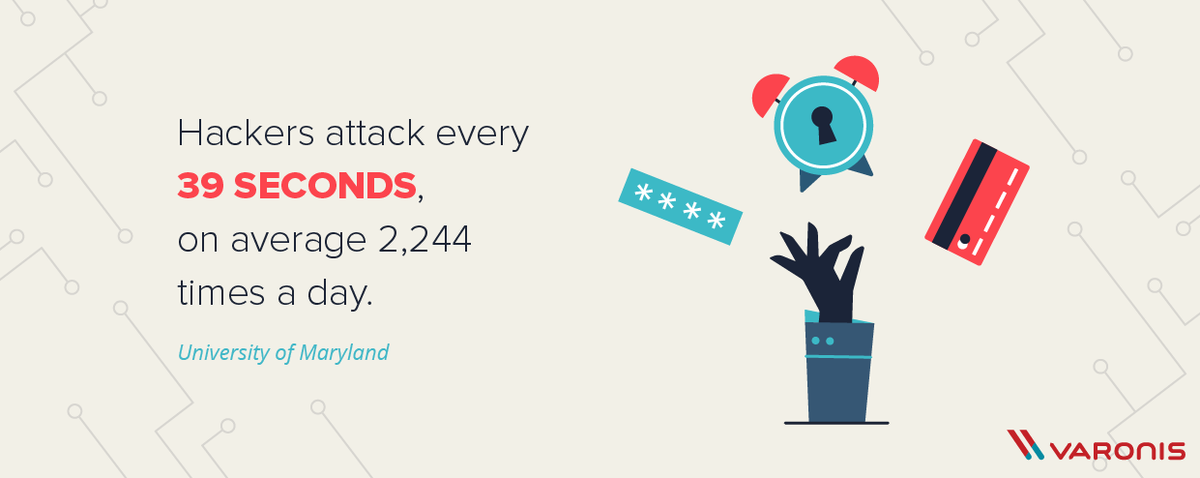 Hackers attack every
39 SECONDS,
on average 2,244
times a day.
University of Maryland
****
VARONIS